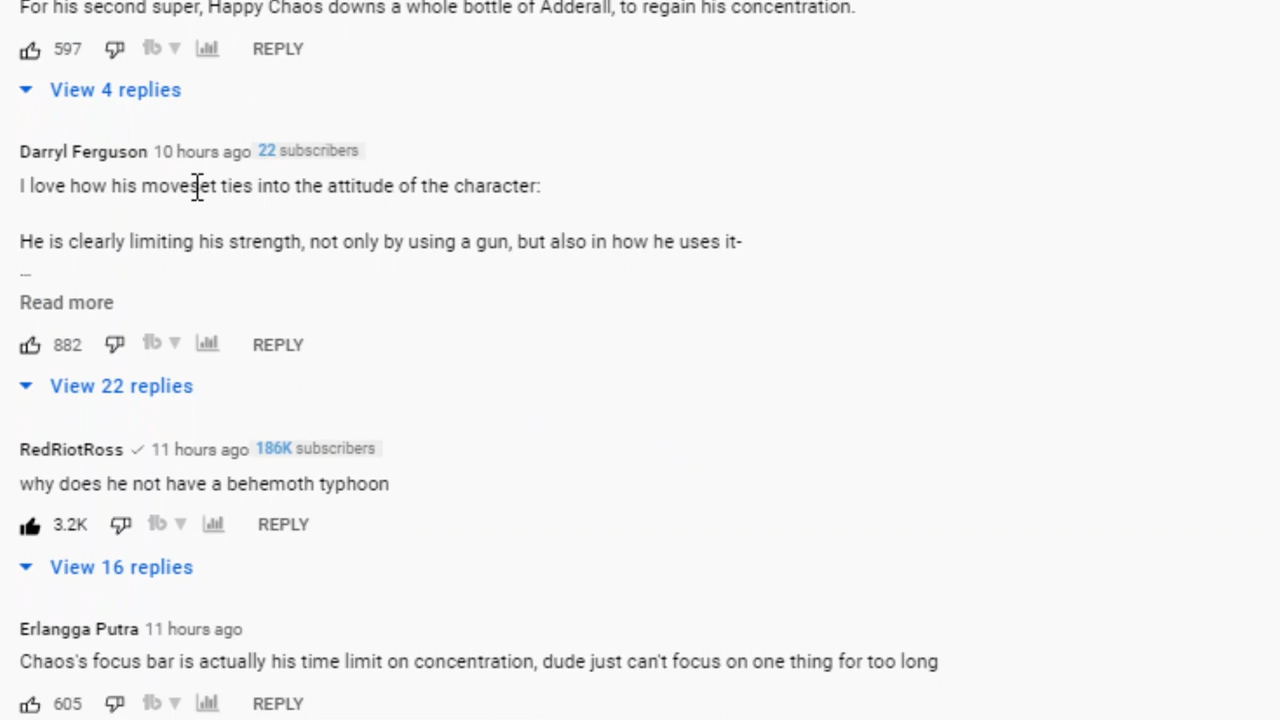 For his second super, Happy Chaos downs a whole bottle of Adderall, to regain his concentration.
597 REPLY
View 4 replies
Darryl Ferguson 10 hours ago 22 subscribers
I love how his moveset ties into the attitude of the character:
He is clearly limiting his strength, not only by using a gun, but also in how he uses it-
...
Read more
882 REPLY
View 22 replies
RedRiotRoss ✓ 11 hours ago 186K subscribers
why does he not have a behemoth typhoon
3.2K REPLY
View 16 replies
Erlangga Putra 11 hours ago
Chaos's focus bar is actually his time limit on concentration, dude just can't focus on one thing for too long
605 REPLY